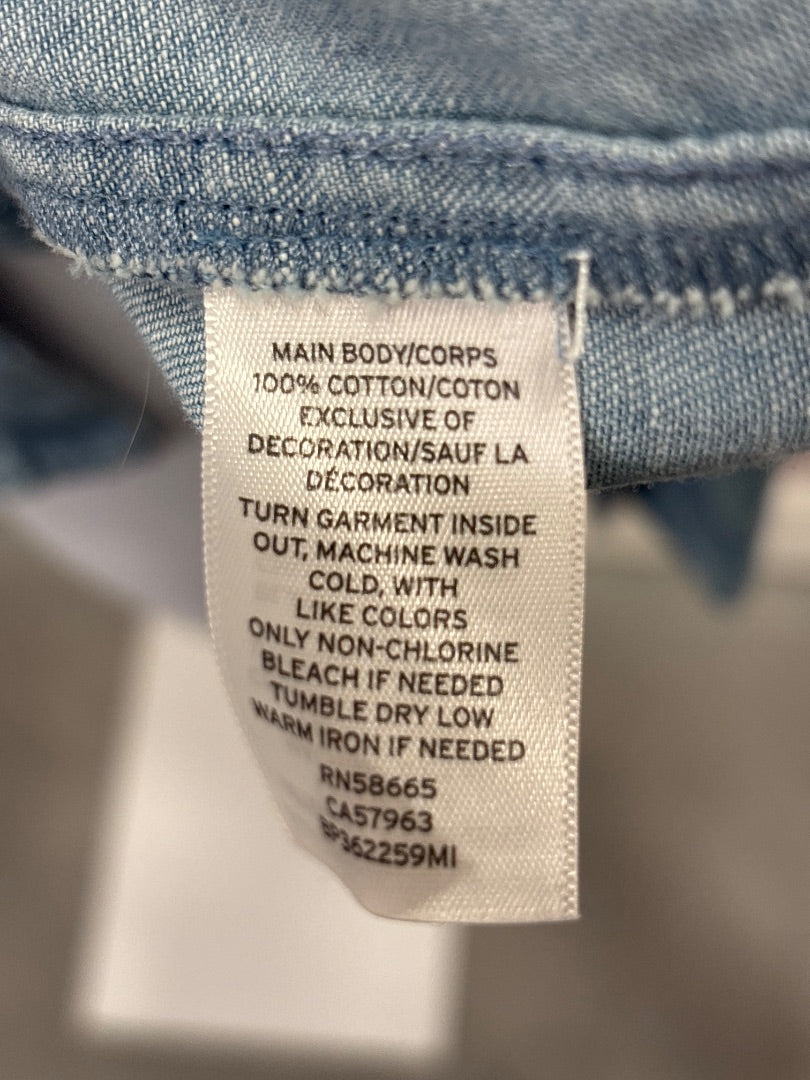 MAIN BODY/CORPS
100% COTTON/COTON
EXCLUSIVE OF
DECORATION/SAUF LA
DÉCORATION
TURN GARMENT INSIDE
OUT, MACHINE WASH
COLD, WITH
LIKE COLORS
ONLY NON-CHLORINE
BLEACH IF NEEDED
TUMBLE DRY LOW
WARM IRON IF NEEDED
RN58665
CA57963
BP362259MI